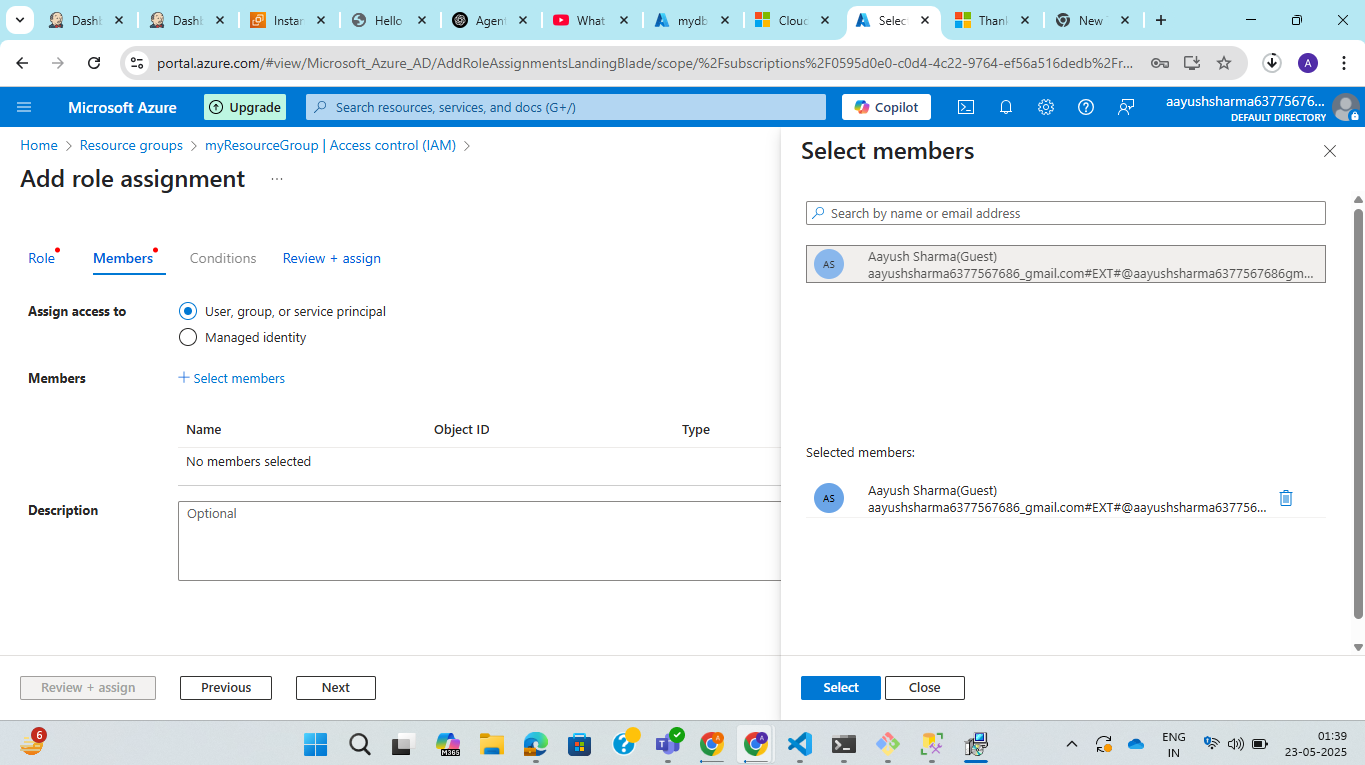 Dashb
Dashb
Instan
Hello
Agent
What
mydb
Cloud
Select
Thank
New
portal.azure.com/#view/Microsoft_Azure_AD/AddRoleAssignmentsLandingBlade/scope/%2Fsubscriptions%2F0595d0e0-c0d4-4c22-9764-ef56a516dedb%2Fr...
A
Microsoft Azure
Upgrade
Search resources, services, and docs (G+/)
Copilot
aayushsharma63775676...
DEFAULT DIRECTORY
Home > Resource groups > myResourceGroup | Access control (IAM) >
Add role assignment ...
Role
Members
Conditions
Review + assign
Assign access to
User, group, or service principal
Managed identity
Members
+ Select members
Name
Object ID
Type
No members selected
Description
Optional
Review + assign
Previous
Next
Select members
Search by name or email address
AS
Aayush Sharma(Guest)
aayushsharma6377567686_gmail.com#EXT#@aayushsharma6377567686gm...
Selected members:
AS
Aayush Sharma(Guest)
aayushsharma6377567686_gmail.com#EXT#@aayushsharma637756...
Select
Close
6
M365
ENG
IN
01:39
23-05-2025